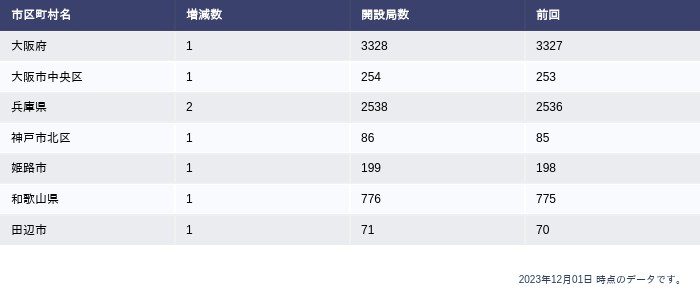 市区町村名 増減数 開設局数 前回
大阪府 1 3328 3327
大阪市中央区 1 254 253
兵庫県 2 2538 2536
神戸市北区 1 86 85
姫路市 1 199 198
和歌山県 1 776 775
田辺市 1 71 70
2023年12月01日 時点のデータです。